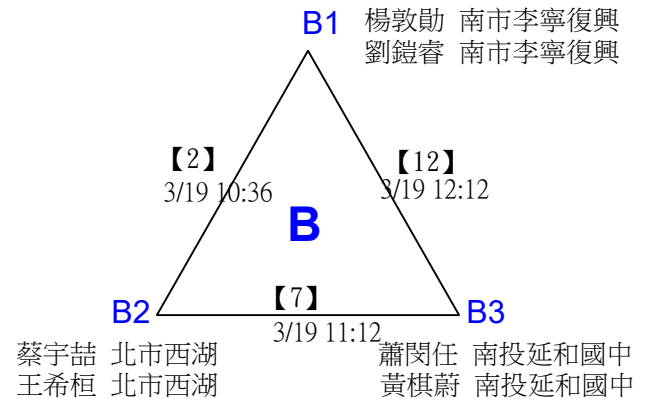 B1 楊敦勛 南市李寧復興
劉鎧睿 南市李寧復興
【2】
3/19 10:36
【12】
3/19 12:12
B
【7】
3/19 11:12
B2
B3
蔡宇喆 北市西湖
王希桓 北市西湖
蕭閔任 南投延和國中
黃棋蔚 南投延和國中